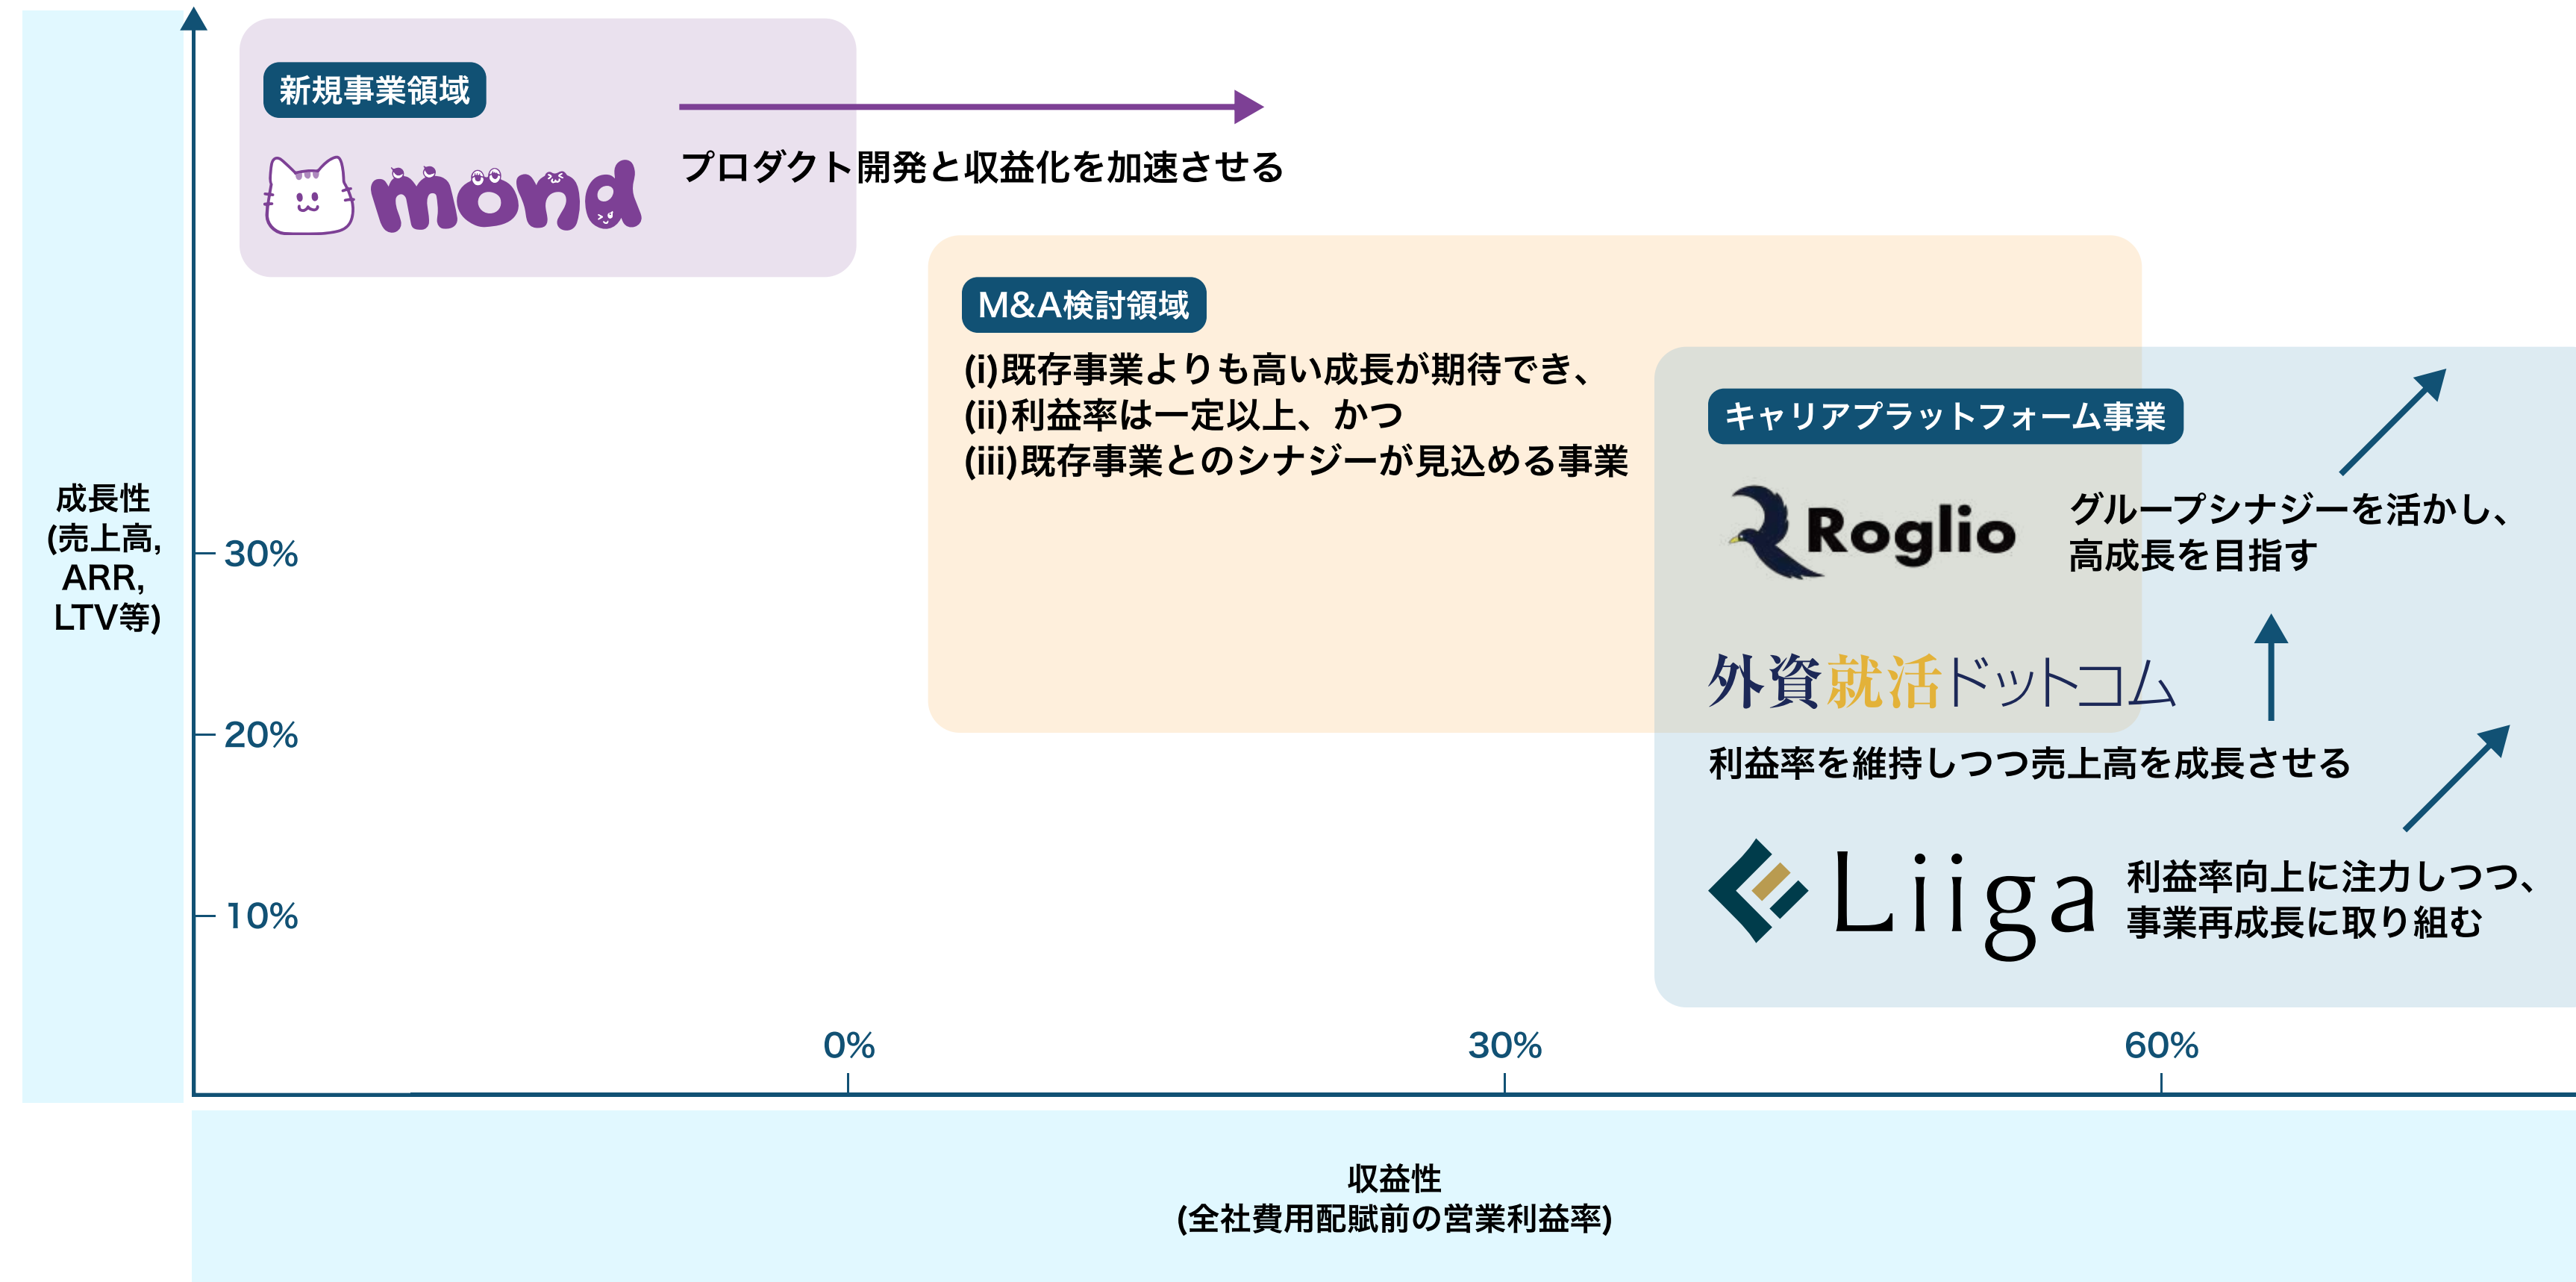 新規事業領域
mond
プロダクト開発と収益化を加速させる
M&A検討領域
(i)既存事業よりも高い成長が期待でき、
(ii)利益率は一定以上、かつ
(iii)既存事業とのシナジーが見込める事業
キャリアプラットフォーム事業
Roglio
グループシナジーを活かし、
高成長を目指す
外資就活ドットコム
利益率を維持しつつ売上高を成長させる
Liiga
利益率向上に注力しつつ、
事業再成長に取り組む
成長性
(売上高,
ARR,
LTV等)
30%
20%
10%
0%
30%
60%
収益性
(全社費用配賦前の営業利益率)